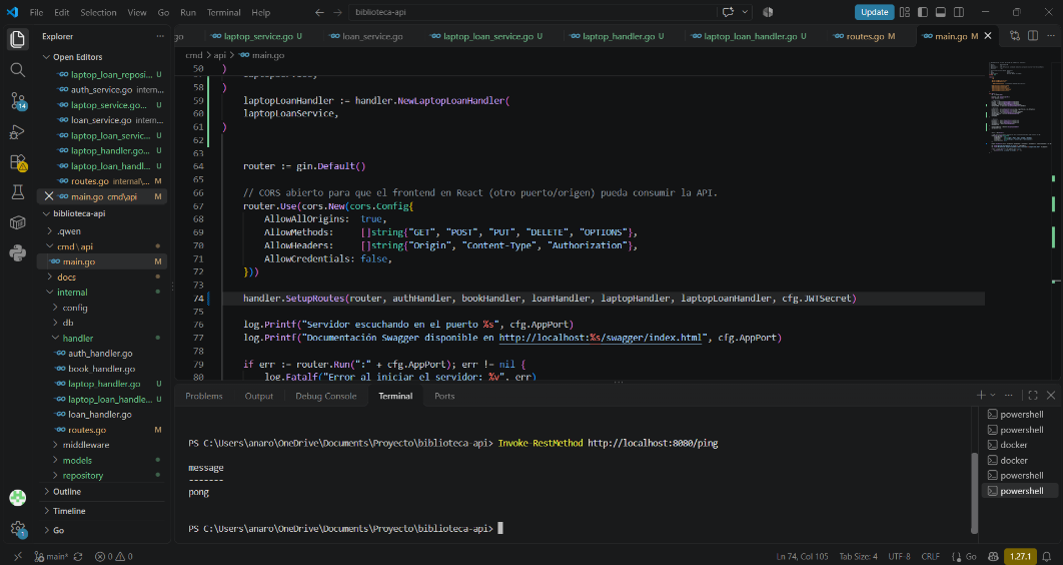 File Edit Selection View Go Run Terminal Help
biblioteca-api
Update
Explorer
go laptop_service.go U loan_service.go laptop_loan_service.go U laptop_handler.go U laptop_loan_handler.go U routes.go M main.go M
cmd > api > main.go
Open Editors
laptop_loan_reposi... U
auth_service.go intern...
laptop_service.go... U
loan_service.go intern...
laptop_loan_servic... U
laptop_handler.go... U
laptop_loan_handl... U
routes.go internal\... M
main.go cmd\api M
biblioteca-api
.qwen
cmd \ api
main.go M
docs
internal
config
db
handler
auth_handler.go
book_handler.go
laptop_handler.go U
laptop_loan_handle... U
loan_handler.go
routes.go M
middleware
models
repository
Outline
Timeline
Go
14
1
50 )
58 )
59 laptopLoanHandler := handler.NewLaptopLoanHandler(
60 laptopLoanService,
61 )
62
63
64 router := gin.Default()
65
66 // CORS abierto para que el frontend en React (otro puerto/origen) pueda consumir la API.
67 router.Use(cors.New(cors.Config{
68 AllowAllOrigins: true,
69 AllowMethods: []string{"GET", "POST", "PUT", "DELETE", "OPTIONS"},
70 AllowHeaders: []string{"Origin", "Content-Type", "Authorization"},
71 AllowCredentials: false,
72 }))
73
74 handler.SetupRoutes(router, authHandler, bookHandler, loanHandler, laptopHandler, laptopLoanHandler, cfg.JWTSecret)
75
76 log.Printf("Servidor escuchando en el puerto %s", cfg.AppPort)
77 log.Printf("Documentación Swagger disponible en http://localhost:%s/swagger/index.html", cfg.AppPort)
78
79 if err := router.Run(":" + cfg.AppPort); err != nil {
80 log.Fatalf("Error al iniciar el servidor: %v", err)
Problems Output Debug Console Terminal Ports
PS C:\Users\anaro\OneDrive\Documents\Proyecto\biblioteca-api> Invoke-RestMethod http://localhost:8080/ping
message
-------
pong
PS C:\Users\anaro\OneDrive\Documents\Proyecto\biblioteca-api>
powershell
powershell
docker
docker
powershell
powershell
main* 0 0 Ln 74, Col 105 Tab Size: 4 UTF-8 CRLF Go 1.27.1